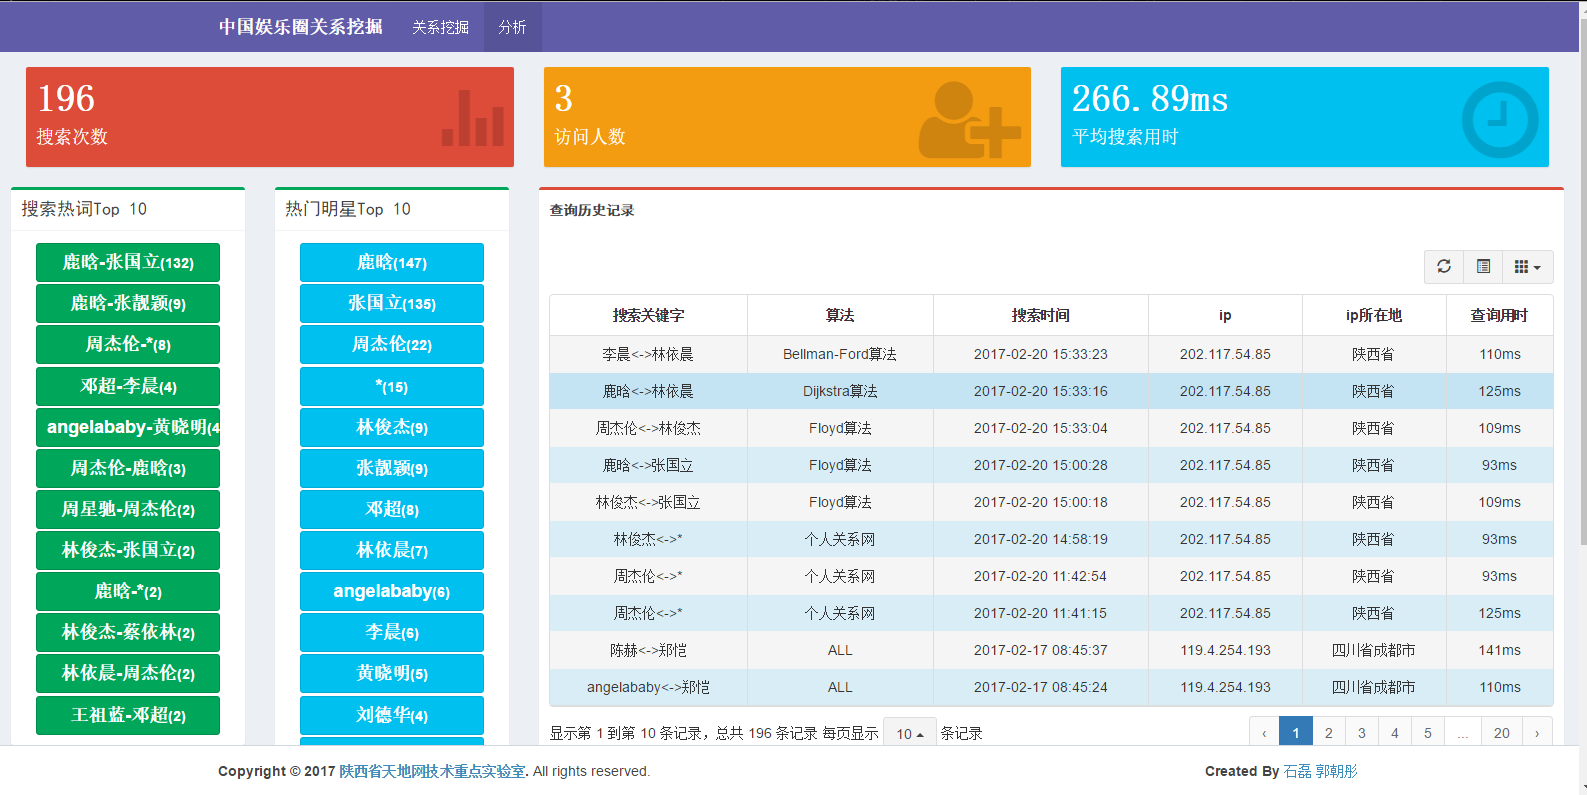 中国娱乐圈关系挖掘 关系挖掘 分析
196
搜索次数
3
访问人数
266.89ms
平均搜索用时
搜索热词Top 10
鹿晗-张国立(132)
鹿晗-张靓颖(9)
周杰伦-*(8)
邓超-李晨(4)
angelababy-黄晓明(4
周杰伦-鹿晗(3)
周星驰-周杰伦(2)
林俊杰-张国立(2)
鹿晗-*(2)
林俊杰-蔡依林(2)
林依晨-周杰伦(2)
王祖蓝-邓超(2)
热门明星Top 10
鹿晗(147)
张国立(135)
周杰伦(22)
*(15)
林俊杰(9)
张靓颖(9)
邓超(8)
林依晨(7)
angelababy(6)
李晨(6)
黄晓明(5)
刘德华(4)
查询历史记录
搜索关键字 算法 搜索时间 ip ip所在地 查询用时
李晨<->林依晨 Bellman-Ford算法 2017-02-20 15:33:23 202.117.54.85 陕西省 110ms
鹿晗<->林依晨 Dijkstra算法 2017-02-20 15:33:16 202.117.54.85 陕西省 125ms
周杰伦<->林俊杰 Floyd算法 2017-02-20 15:33:04 202.117.54.85 陕西省 109ms
鹿晗<->张国立 Floyd算法 2017-02-20 15:00:28 202.117.54.85 陕西省 93ms
林俊杰<->张国立 Floyd算法 2017-02-20 15:00:18 202.117.54.85 陕西省 109ms
林俊杰<->* 个人关系网 2017-02-20 14:58:19 202.117.54.85 陕西省 93ms
周杰伦<->* 个人关系网 2017-02-20 11:42:54 202.117.54.85 陕西省 93ms
周杰伦<->* 个人关系网 2017-02-20 11:41:15 202.117.54.85 陕西省 125ms
陈赫<->郑恺 ALL 2017-02-17 08:45:37 119.4.254.193 四川省成都市 141ms
angelababy<->郑恺 ALL 2017-02-17 08:45:24 119.4.254.193 四川省成都市 110ms
显示第 1 到第 10 条记录，总共 196 条记录 每页显示 10 条记录
‹ 1 2 3 4 5 ... 20 ›
Copyright © 2017 陕西省天地网技术重点实验室. All rights reserved.
Created By 石磊 郭朝彤